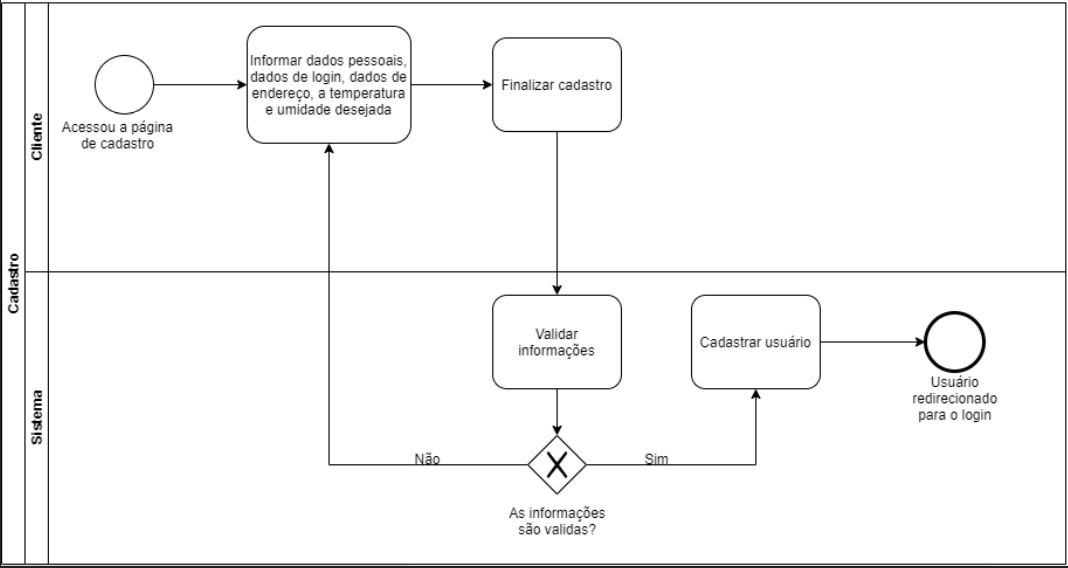 Cadastro
Cliente
Acessou a página
de cadastro
Informar dados pessoais,
dados de login, dados de
endereço, a temperatura
e umidade desejada
Finalizar cadastro
Sistema
Validar
informações
As informações
são validas?
Não
Sim
Cadastrar usuário
Usuário
redirecionado
para o login